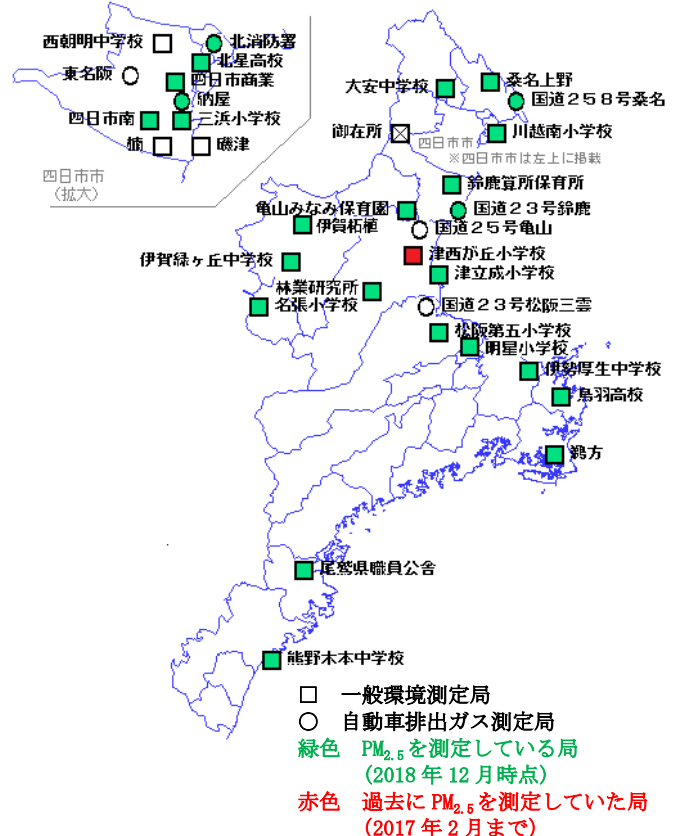 西朝明中学校
北消防署
北星高校
東名阪
四日市商業
納屋
四日市南
三浜小学校
楠
磯津
四日市市
(拡大)
大安中学校
桑名上野
国道258号桑名
御在所
四日市市
川越南小学校
※四日市市は左上に掲載
鈴鹿算所保育所
亀山みなみ保育園
国道23号鈴鹿
伊賀柘植
国道25号亀山
津西が丘小学校
伊賀緑ヶ丘中学校
津立成小学校
林業研究所
名張小学校
国道23号松阪三雲
松阪第五小学校
明星小学校
伊勢厚生中学校
鳥羽高校
鵜方
尾鷲県職員公舎
熊野木本中学校
□ 一般環境測定局
○ 自動車排出ガス測定局
緑色 PM2.5を測定している局
(2018年12月時点)
赤色 過去にPM2.5を測定していた局
(2017年2月まで)